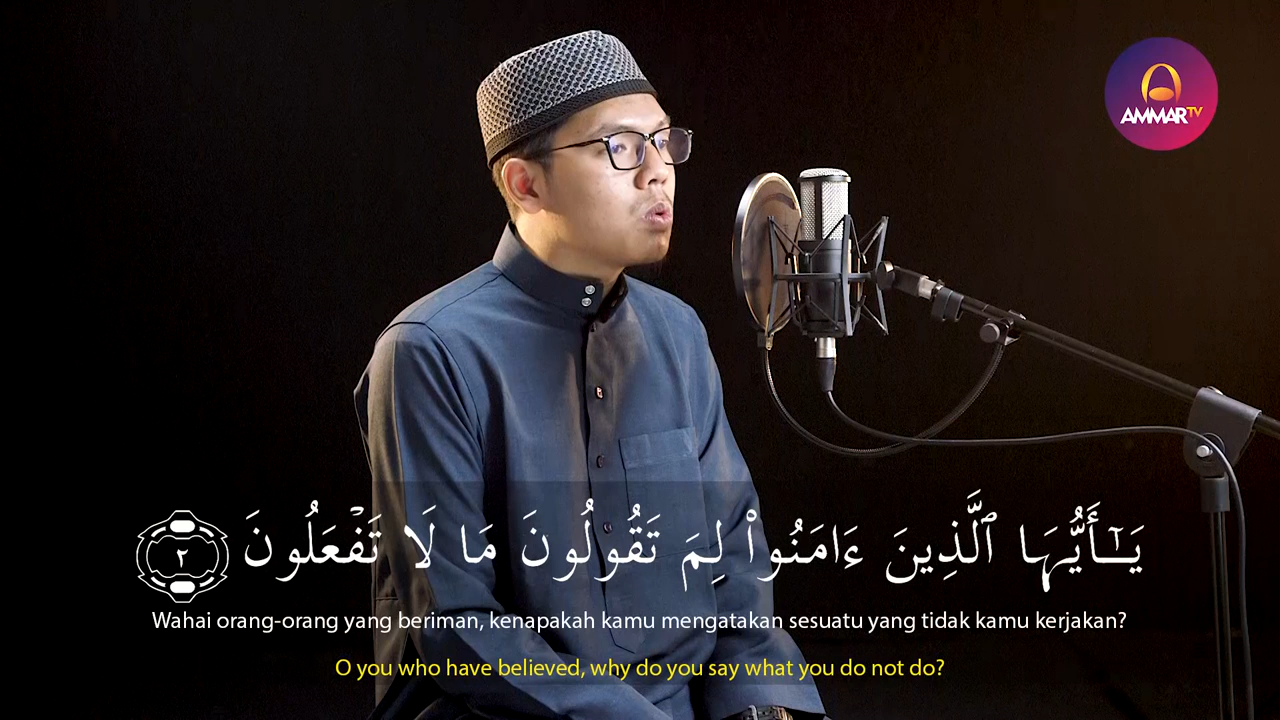 AMMAR TV
يَـٰٓأَيُّهَا ٱلَّذِينَ ءَامَنُوا۟ لِمَ تَقُولُونَ مَا لَا تَفْعَلُونَ ٢
Wahai orang-orang yang beriman, kenapakah kamu mengatakan sesuatu yang tidak kamu kerjakan?
O you who have believed, why do you say what you do not do?